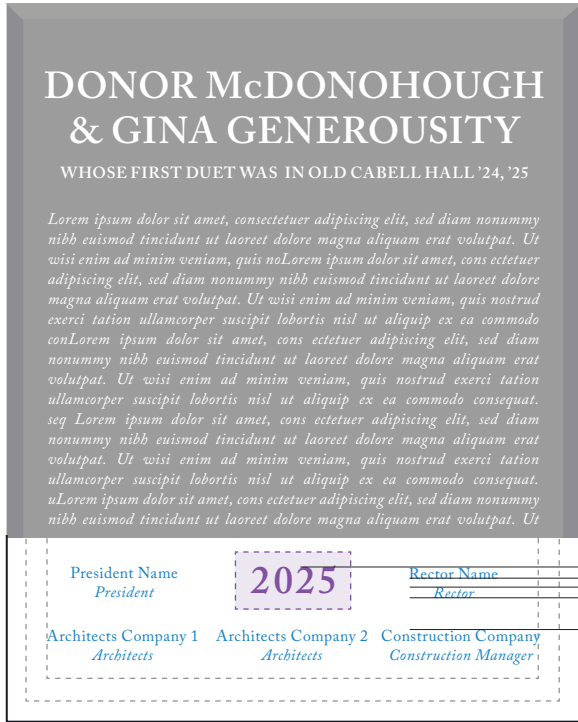 DONOR McDONOHOUGH
& GINA GENEROUSITY
WHOSE FIRST DUET WAS IN OLD CABELL HALL ’24, ’25
Lorem ipsum dolor sit amet, consectetuer adipiscing elit, sed diam nonummy
nibh euismod tincidunt ut laoreet dolore magna aliquam erat volutpat. Ut
wisi enim ad minim veniam, quis noLorem ipsum dolor sit amet, cons ectetuer
adipiscing elit, sed diam nonummy nibh euismod tincidunt ut laoreet dolore
magna aliquam erat volutpat. Ut wisi enim ad minim veniam, quis nostrud
exerci tation ullamcorper suscipit lobortis nisl ut aliquip ex ea commodo
conLorem ipsum dolor sit amet, cons ectetuer adipiscing elit, sed diam
nonummy nibh euismod tincidunt ut laoreet dolore magna aliquam erat
volutpat. Ut wisi enim ad minim veniam, quis nostrud exerci tation
ullamcorper suscipit lobortis nisl ut aliquip ex ea commodo consequat.
seq Lorem ipsum dolor sit amet, cons ectetuer adipiscing elit, sed diam
nonummy nibh euismod tincidunt ut laoreet dolore magna aliquam erat
volutpat. Ut wisi enim ad minim veniam, quis nostrud exerci tation
ullamcorper suscipit lobortis nisl ut aliquip ex ea commodo consequat.
uLorem ipsum dolor sit amet, cons ectetuer adipiscing elit, sed diam nonummy
nibh euismod tincidunt ut laoreet dolore magna aliquam erat volutpat. Ut
President Name
President
2025
Rector Name
Rector
Architects Company 1
Architects
Architects Company 2
Architects
Construction Company
Construction Manager